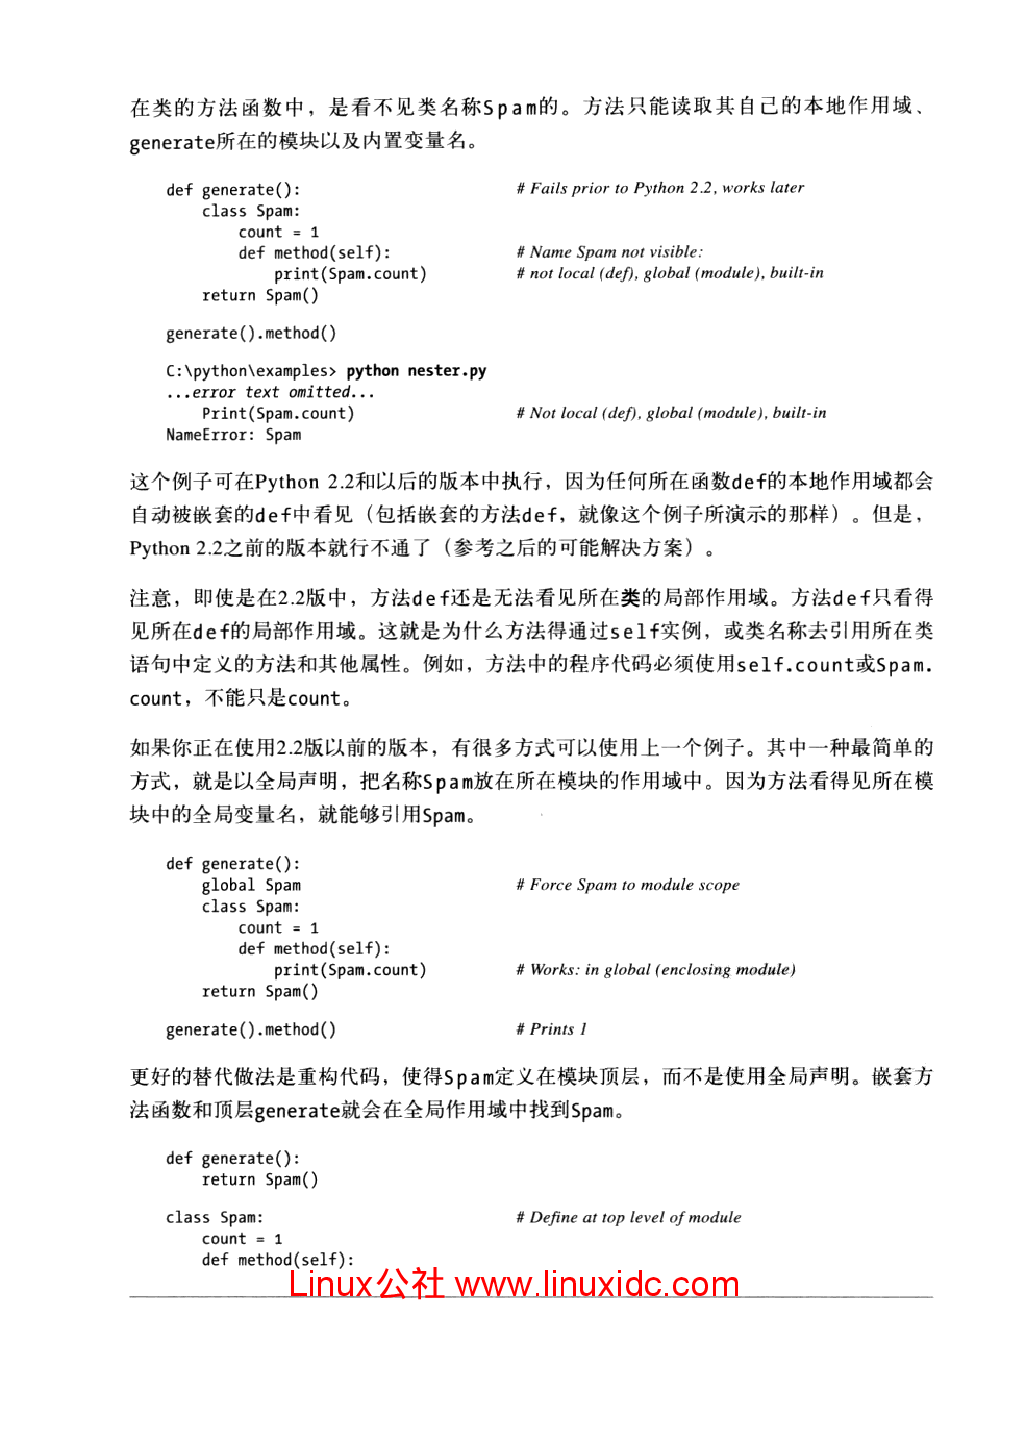 在类的方法函数中，是看不见类名称Spam的。方法只能读取其自己的本地作用域、
generate所在的模块以及内置变量名。
def generate(): # Fails prior to Python 2.2, works later
class Spam:
count = 1
def method(self): # Name Spam not visible:
print(Spam.count) # not local (def), global (module), built-in
return Spam()
generate().method()
C:\python\examples> python nester.py
...error text omitted...
Print(Spam.count) # Not local (def), global (module), built-in
NameError: Spam
这个例子可在Python 2.2和以后的版本中执行，因为任何所在函数def的本地作用域都会
自动被嵌套的def中看见（包括嵌套的方法def，就像这个例子所演示的那样）。但是，
Python 2.2之前的版本就行不通了（参考之后的可能解决方案）。
注意，即使是在2.2版中，方法def还是无法看见所在类的局部作用域。方法def只看得
见所在def的局部作用域。这就是为什么方法得通过self实例，或类名称去引用所在类
语句中定义的方法和其他属性。例如，方法中的程序代码必须使用self.count或Spam.
count，不能只是count。
如果你正在使用2.2版以前的版本，有很多方式可以使用上一个例子。其中一种最简单的
方式，就是以全局声明，把名称Spam放在所在模块的作用域中。因为方法看得见所在模
块中的全局变量名，就能够引用Spam。
def generate():
global Spam # Force Spam to module scope
class Spam:
count = 1
def method(self):
print(Spam.count) # Works: in global (enclosing module)
return Spam()
generate().method() # Prints 1
更好的替代做法是重构代码，使得Spam定义在模块顶层，而不是使用全局声明。嵌套方
法函数和顶层generate就会在全局作用域中找到Spam。
def generate():
return Spam()
class Spam: # Define at top level of module
count = 1
def method(self):
Linux公社 www.linuxidc.com